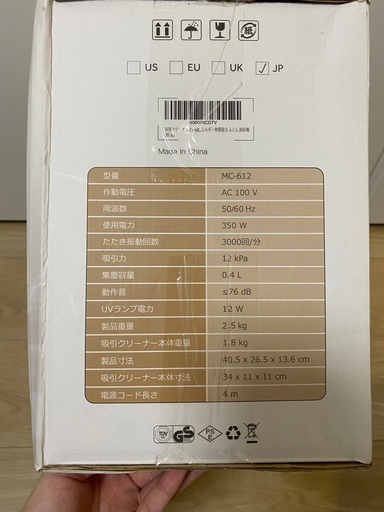 紙
US EU UK JP
Made in China
型番 MC-612
作動電圧 AC 100 V
周波数 50/60 Hz
使用電力 350 W
たたき振動回数 3000回/分
吸引力 12 kPa
集塵容量 0.4 L
動作音 ≤76 dB
UVランプ電力 12 W
製品重量 2.5 kg
吸引クリーナー本体重量 1.8 kg
製品寸法 40.5 x 26.5 x 13.6 cm
吸引クリーナー本体寸法 34 x 11 x 11 cm
電源コード長さ 4 m
TÜV GS PSE